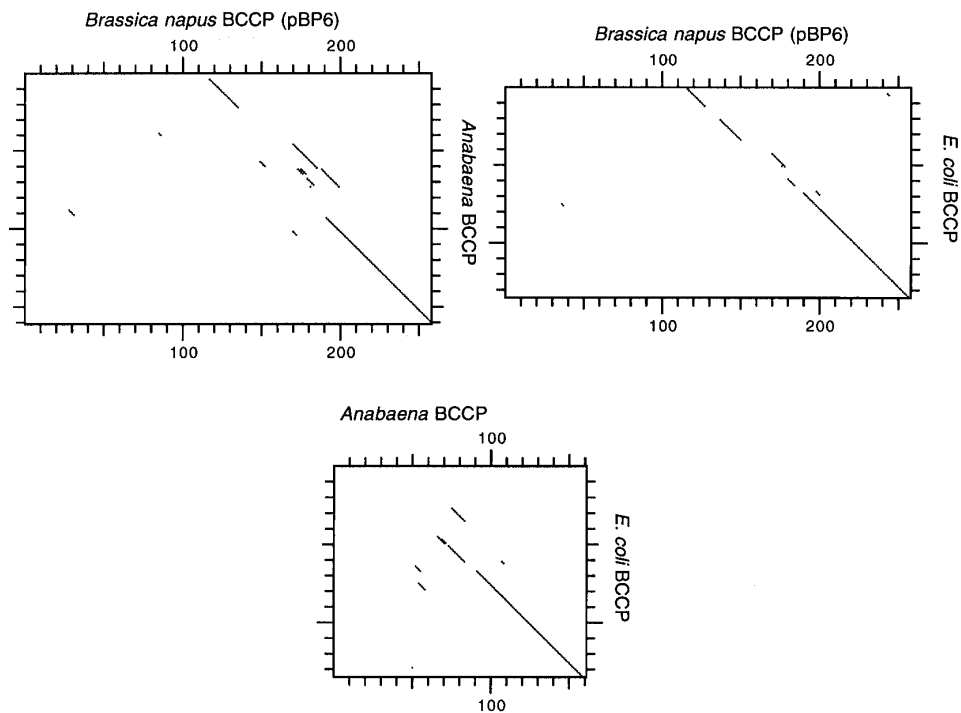 Brassica napus BCCP (pBP6)
100 200
Anabaena BCCP
100 200
Brassica napus BCCP (pBP6)
100 200
E. coli BCCP
100 200
Anabaena BCCP
100
E. coli BCCP
100